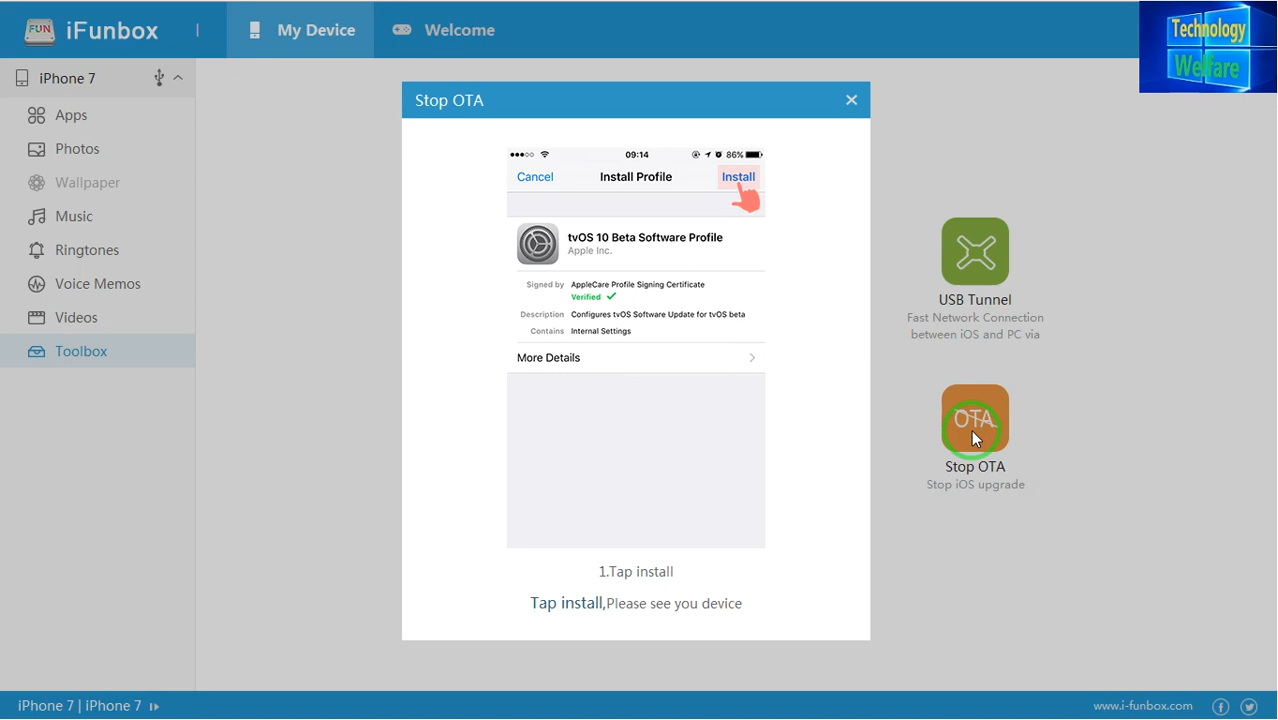 FUN iFunbox
My Device
Welcome
Technology
Welfare
iPhone 7
Apps
Photos
Wallpaper
Music
Ringtones
Voice Memos
Videos
Toolbox
Stop OTA
09:14
86%
Cancel
Install Profile
Install
tvOS 10 Beta Software Profile
Apple Inc.
Signed by AppleCare Profile Signing Certificate
Verified
Description Configures tvOS Software Update for tvOS beta
Contains Internal Settings
More Details
1.Tap install
Tap install,Please see you device
USB Tunnel
Fast Network Connection
between iOS and PC via
OTA
Stop OTA
Stop iOS upgrade
iPhone 7 | iPhone 7
www.i-funbox.com